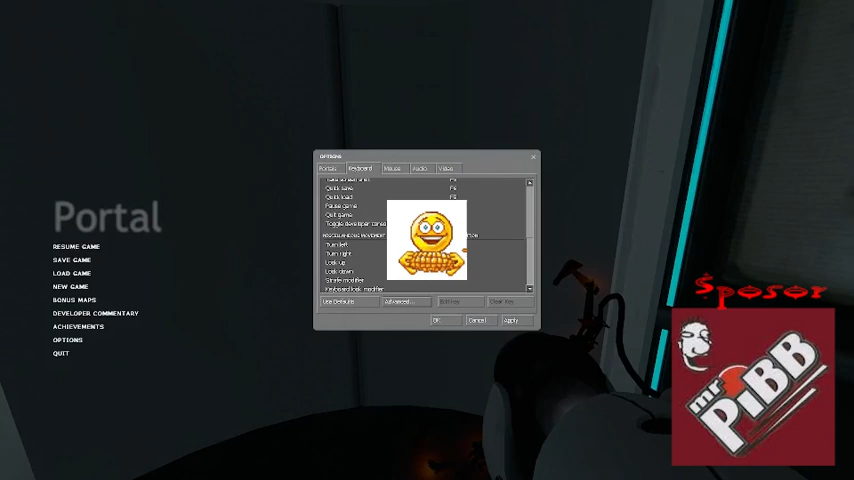 Sposor
OPTIONS
Portal Keyboard Mouse Audio Video
Quick save F6
Quick load
Pause game
Quit game
Toggle developer
MISCELLANEOUS MOVEMENT
Turn left
Turn right
Look up
Look down
Strafe modifier
Keyboard look modifier
Use Defaults Advanced... Edit key Clear Key
OK Cancel Apply
Portal
RESUME GAME
SAVE GAME
LOAD GAME
NEW GAME
BONUS MAPS
DEVELOPER COMMENTARY
ACHIEVEMENTS
OPTIONS
QUIT
mr
PiBB